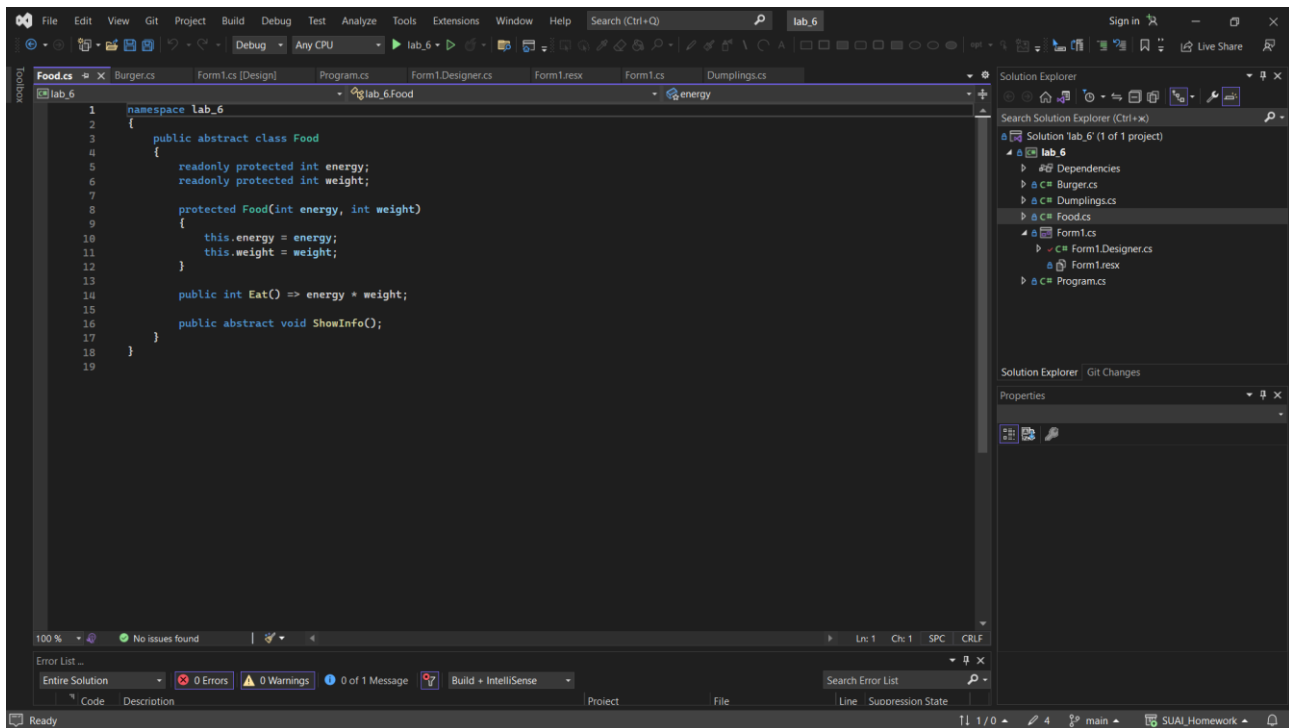 File Edit View Git Project Build Debug Test Analyze Tools Extensions Window Help Search (Ctrl+Q) lab_6 Sign in
Debug Any CPU lab_6 Live Share
Toolbox
Food.cs Burger.cs Form1.cs [Design] Program.cs Form1.Designer.cs Form1.resx Form1.cs Dumplings.cs
lab_6 lab_6.Food energy
1 namespace lab_6
2 {
3 public abstract class Food
4 {
5 readonly protected int energy;
6 readonly protected int weight;
7
8 protected Food(int energy, int weight)
9 {
10 this.energy = energy;
11 this.weight = weight;
12 }
13
14 public int Eat() => energy * weight;
15
16 public abstract void ShowInfo();
17 }
18 }
19
100 % No issues found Ln: 1 Ch: 1 SPC CRLF
Error List ...
Entire Solution 0 Errors 0 Warnings 0 of 1 Message Build + IntelliSense Search Error List
Code Description Project File Line Suppression State
Solution Explorer
Search Solution Explorer (Ctrl+ж)
Solution 'lab_6' (1 of 1 project)
lab_6
Dependencies
C# Burger.cs
C# Dumplings.cs
C# Food.cs
Form1.cs
C# Form1.Designer.cs
Form1.resx
C# Program.cs
Solution Explorer Git Changes
Properties
Ready 1 / 0 4 main SUAI_Homework